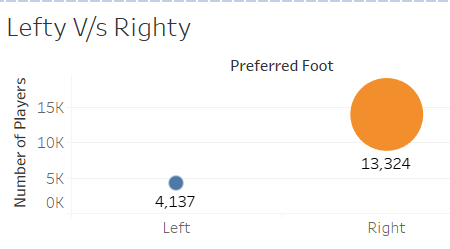 Lefty V/s Righty
Preferred Foot
Number of Players
15K
10K
5K
0K
13,324
4,137
Left
Right